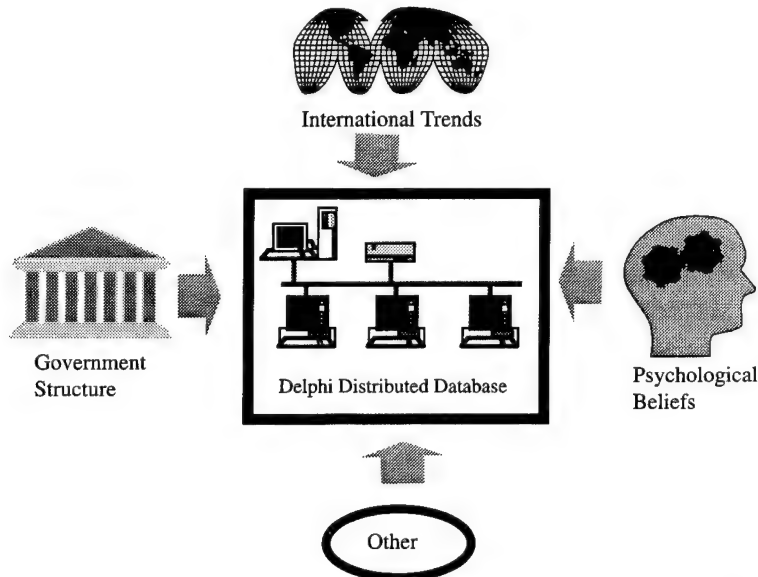 International Trends
Government
Structure
Delphi Distributed Database
Psychological
Beliefs
Other